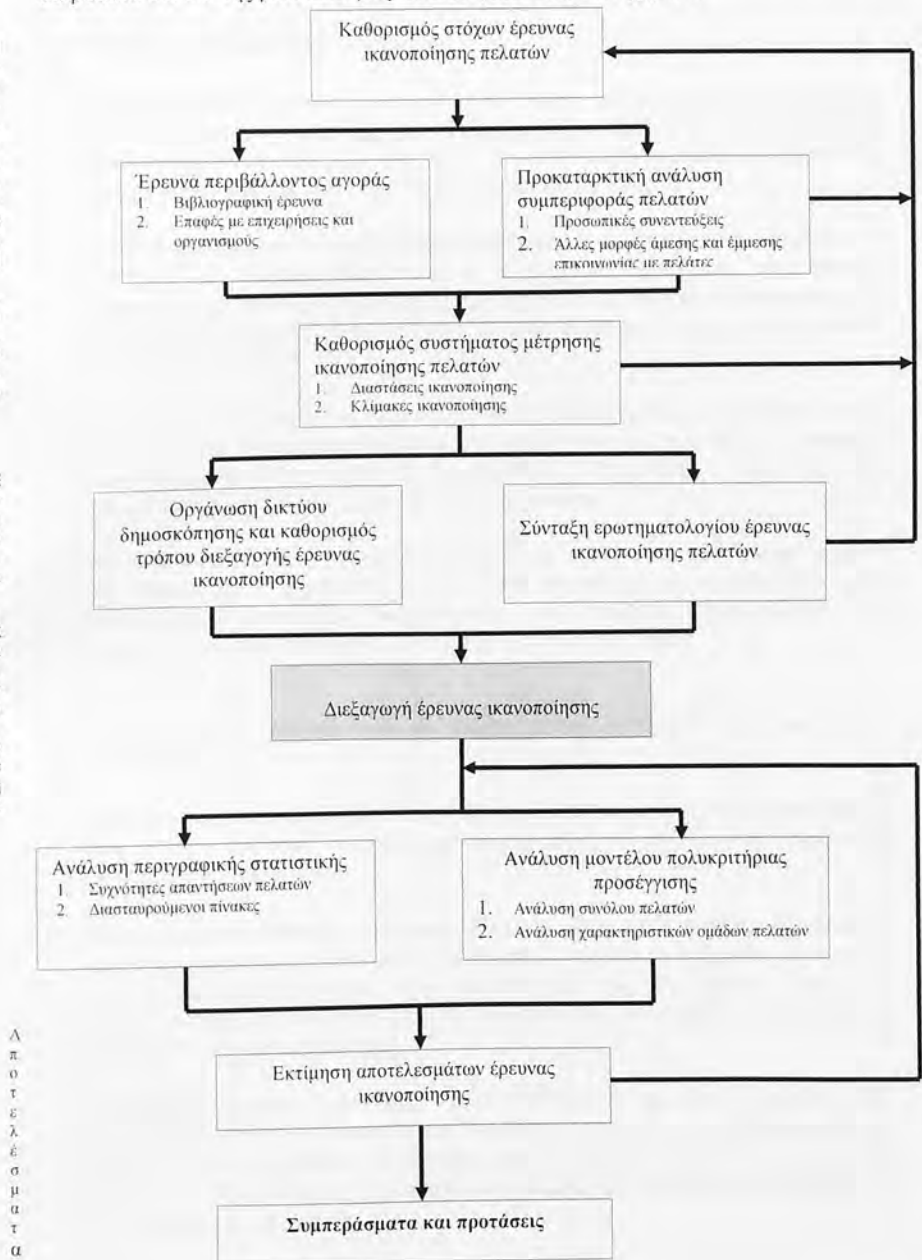 Καθορισμός στόχων έρευνας
ικανοποίησης πελατών
Έρευνα περιβάλλοντος αγοράς
1. Βιβλιογραφική έρευνα
2. Επαφές με επιχειρήσεις και
οργανισμούς
Προκαταρκτική ανάλυση
συμπεριφοράς πελατών
1. Προσωπικές συνεντεύξεις
2. Άλλες μορφές άμεσης και έμμεσης
επικοινωνίας με πελάτες
Καθορισμός συστήματος μέτρησης
ικανοποίησης πελατών
1. Διαστάσεις ικανοποίησης
2. Κλίμακες ικανοποίησης
Οργάνωση δικτύου
δημοσκόπησης και καθορισμός
τρόπου διεξαγωγής έρευνας
ικανοποίησης
Σύνταξη ερωτηματολογίου έρευνας
ικανοποίησης πελατών
Διεξαγωγή έρευνας ικανοποίησης
Ανάλυση περιγραφικής στατιστικής
1. Συχνότητες απαντήσεων πελατών
2. Διασταυρούμενοι πίνακες
Ανάλυση μοντέλου πολυκριτήριας
προσέγγισης
1. Ανάλυση συνόλου πελατών
2. Ανάλυση χαρακτηριστικών ομάδων πελατών
Εκτίμηση αποτελεσμάτων έρευνας
ικανοποίησης
Συμπεράσματα και προτάσεις
Α
π
ο
τ
ε
λ
έ
σ
μ
α
τ
α